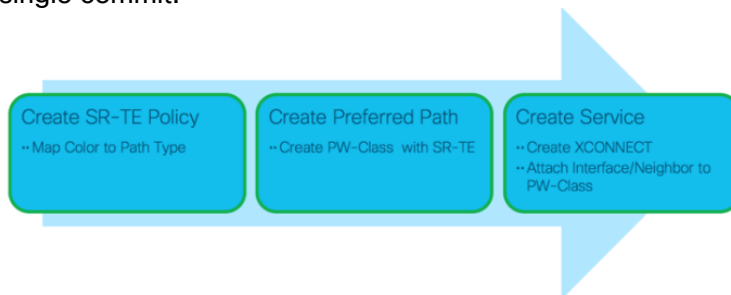 single commit.
Create SR-TE Policy
•• Map Color to Path Type
Create Preferred Path
•• Create PW-Class with SR-TE
Create Service
•• Create XCONNECT
•• Attach Interface/Neighbor to
PW-Class